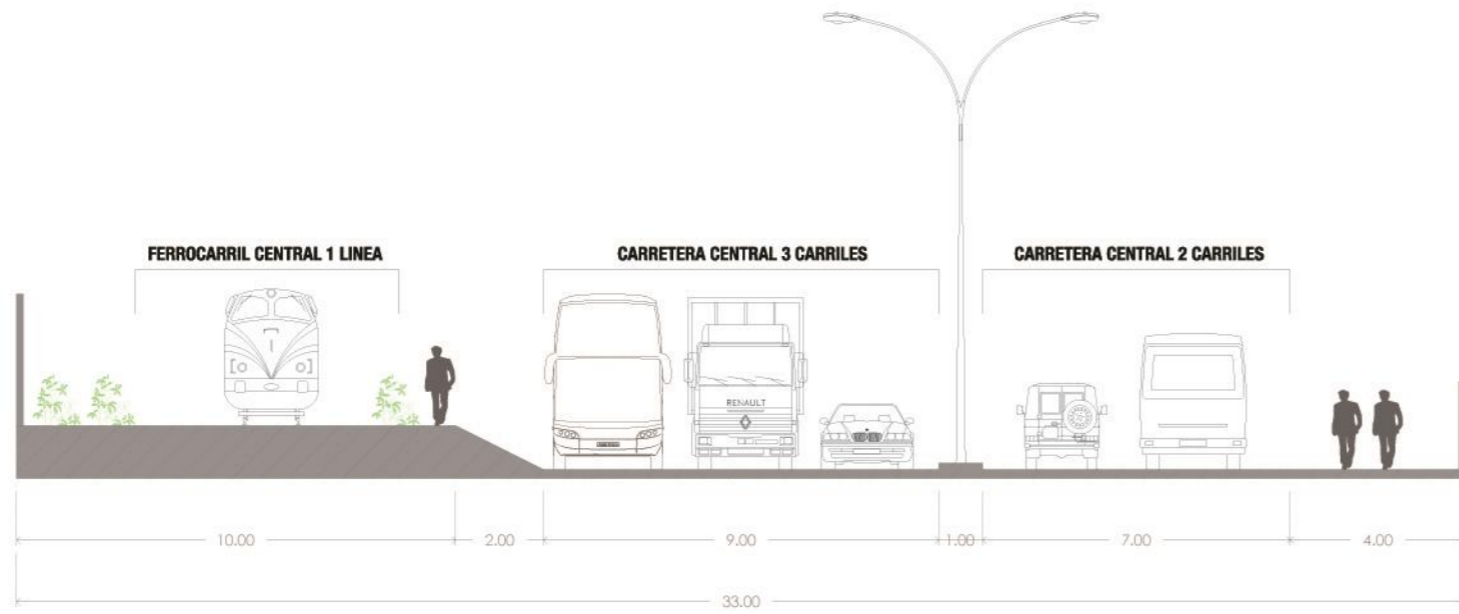 FERROCARRIL CENTRAL 1 LINEA
CARRETERA CENTRAL 3 CARRILES
CARRETERA CENTRAL 2 CARRILES
RENAULT
10.00
2.00
9.00
1.00
7.00
4.00
33.00